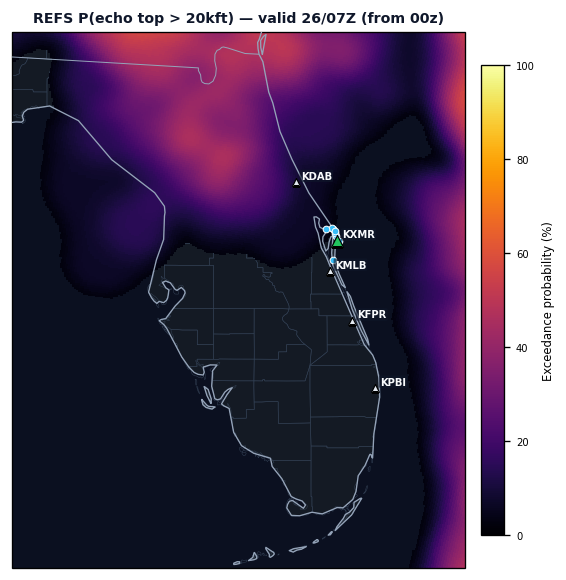 REFS P(echo top > 20kft) — valid 26/07Z (from 00z)
KDAB
KXMR
KMLB
KFPR
KPBI
100
80
60
40
20
0
Exceedance probability (%)